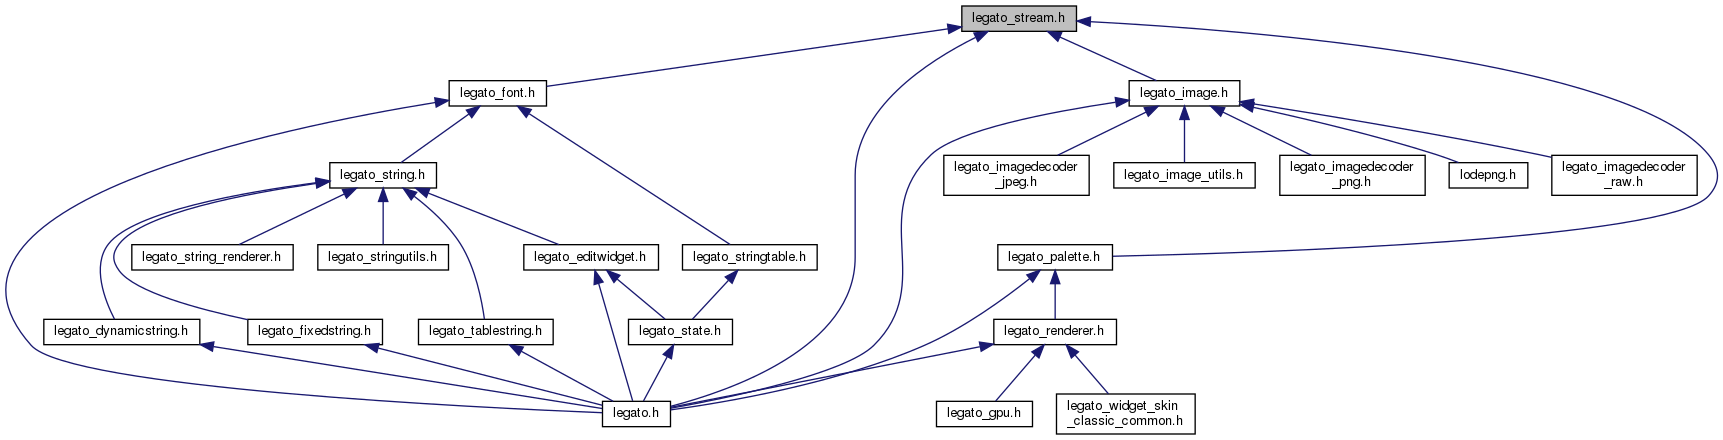 legato_stream.h
legato_font.h
legato_image.h
legato_string.h
legato_imagedecoder
_jpeg.h
legato_image_utils.h
legato_imagedecoder
_png.h
lodepng.h
legato_imagedecoder
_raw.h
legato_string_renderer.h
legato_stringutils.h
legato_editwidget.h
legato_stringtable.h
legato_palette.h
legato_dynamicstring.h
legato_fixedstring.h
legato_tablestring.h
legato_state.h
legato_renderer.h
legato.h
legato_gpu.h
legato_widget_skin
_classic_common.h